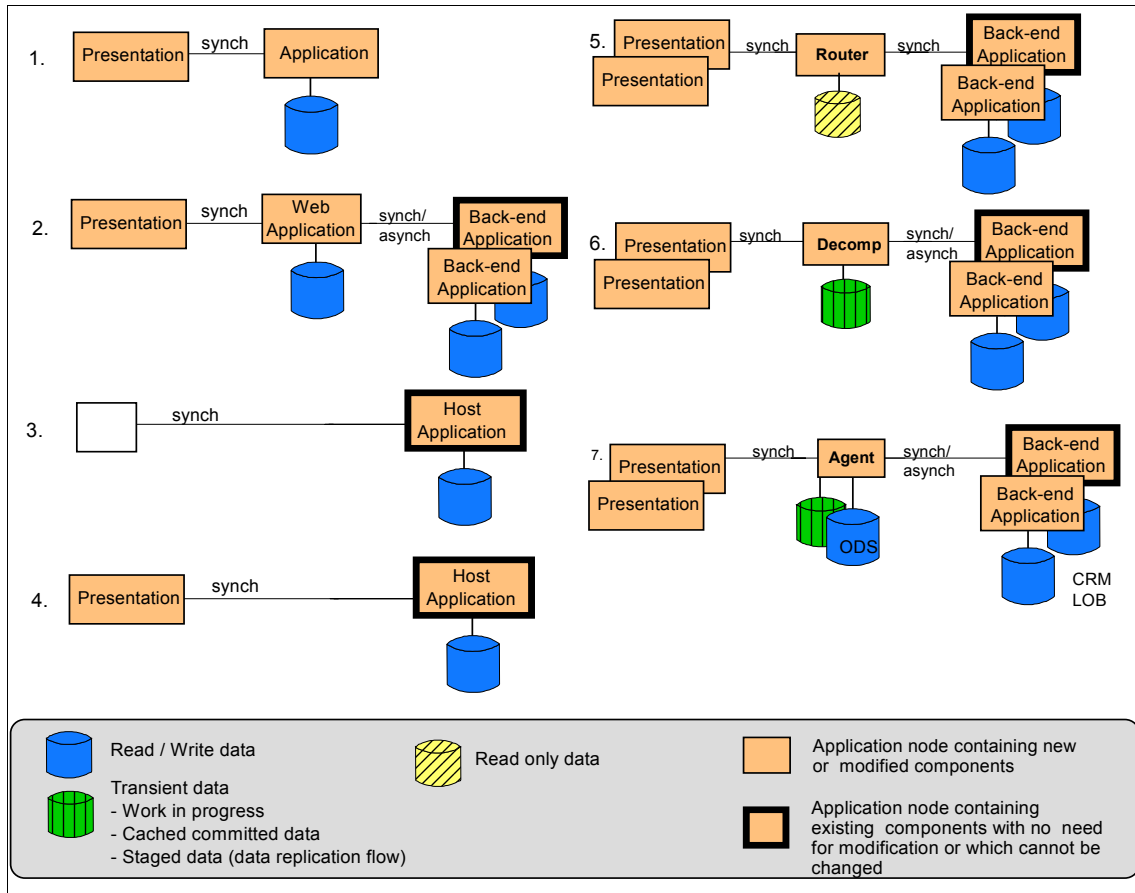 1.
Presentation
synch
Application
2.
Presentation
synch
Web
Application
synch/
asynch
Back-end
Application
Back-end
Application
3.
synch
Host
Application
4.
Presentation
synch
Host
Application
5.
Presentation
Presentation
synch
Router
synch
Back-end
Application
Back-end
Application
6.
Presentation
Presentation
synch
Decomp
synch/
asynch
Back-end
Application
Back-end
Application
7.
Presentation
Presentation
synch
Agent
ODS
synch/
asynch
Back-end
Application
Back-end
Application
CRM
LOB
Read / Write data
Transient data
- Work in progress
- Cached committed data
- Staged data (data replication flow)
Read only data
Application node containing new
or modified components
Application node containing
existing components with no need
for modification or which cannot be
changed